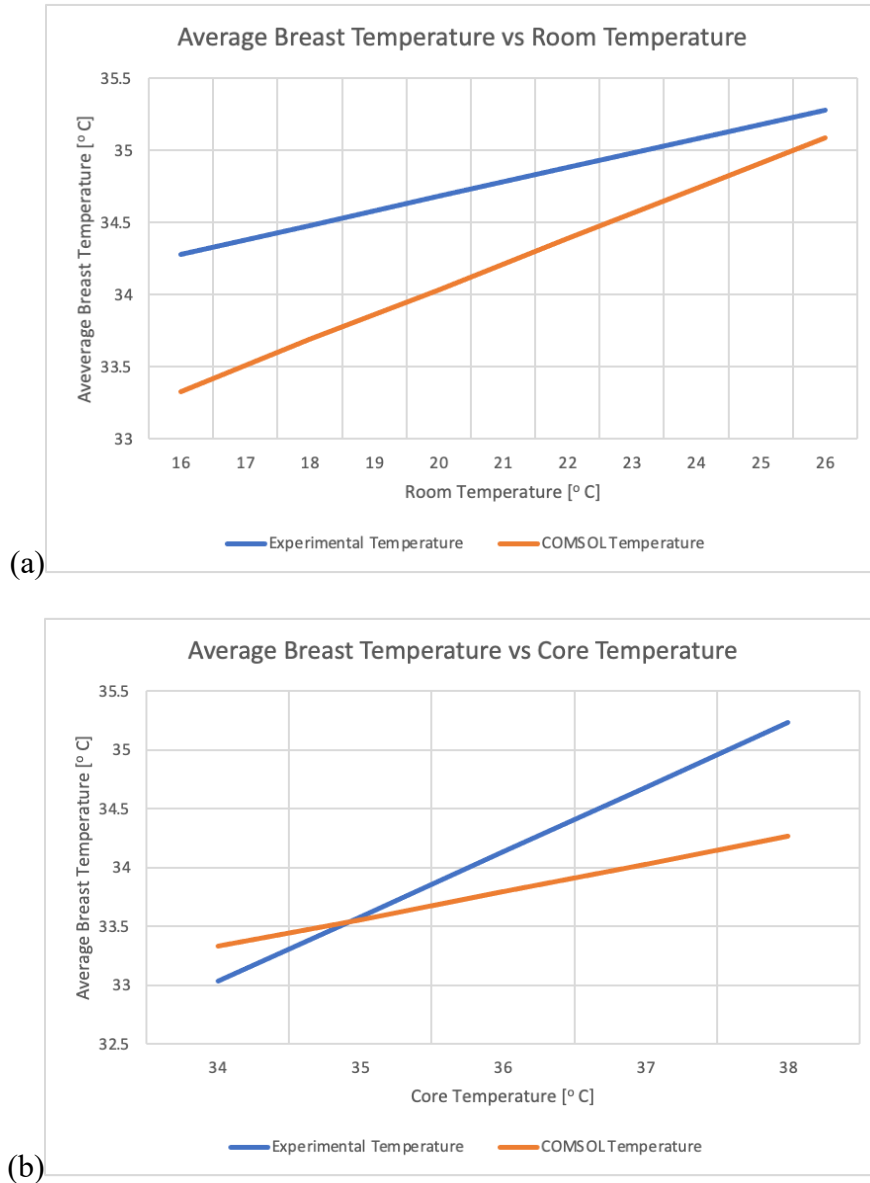 Average Breast Temperature vs Room Temperature
Aveverage Breast Temperature [° C]
35.5
35
34.5
34
33.5
33
16 17 18 19 20 21 22 23 24 25 26
Room Temperature [° C]
Experimental Temperature COMSOL Temperature
(a)
Average Breast Temperature vs Core Temperature
Average Breast Temperature [° C]
35.5
35
34.5
34
33.5
33
32.5
34 35 36 37 38
Core Temperature [° C]
Experimental Temperature COMSOL Temperature
(b)